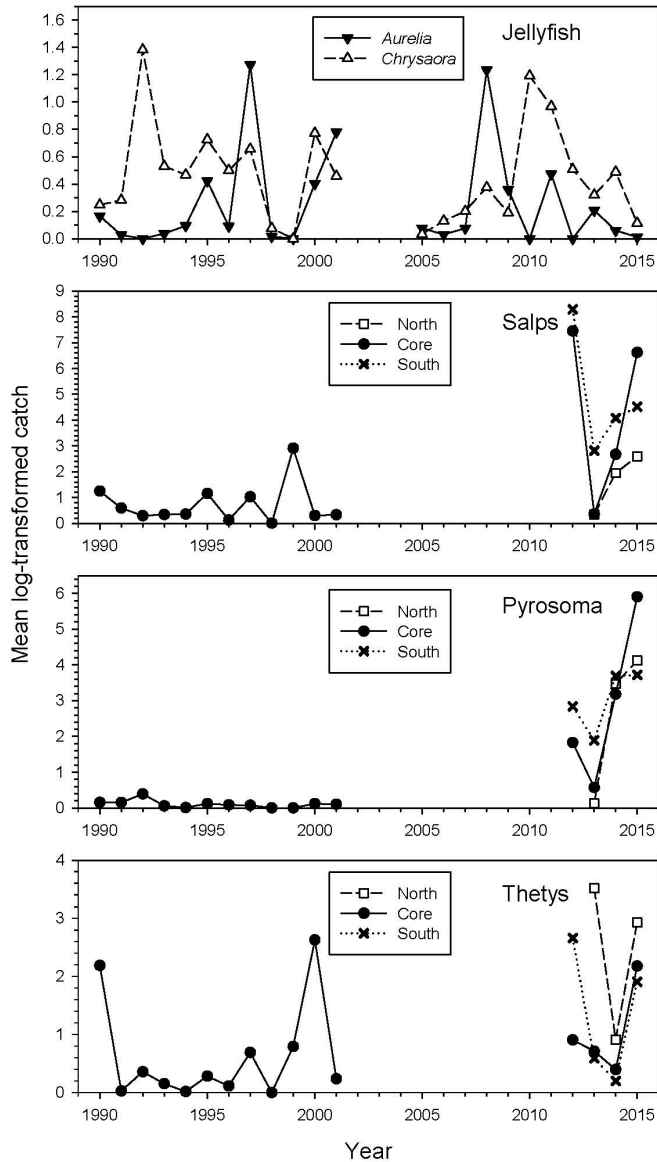 Mean log-transformed catch
Jellyfish
Aurelia
Chrysaora
1.6
1.4
1.2
1.0
0.8
0.6
0.4
0.2
0.0
1990 1995 2000 2005 2010 2015
Salps
North
Core
South
9
8
7
6
5
4
3
2
1
0
1990 1995 2000 2005 2010 2015
Pyrosoma
North
Core
South
6
5
4
3
2
1
0
1990 1995 2000 2005 2010 2015
Thetys
North
Core
South
4
3
2
1
0
1990 1995 2000 2005 2010 2015
Year